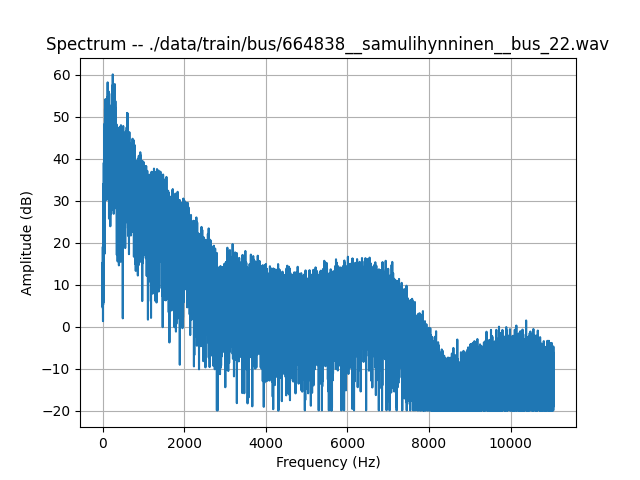 Spectrum -- ./data/train/bus/664838__samulihynninen__bus_22.wav
60
50
40
30
20
10
0
−10
−20
Amplitude (dB)
0 2000 4000 6000 8000 10000
Frequency (Hz)